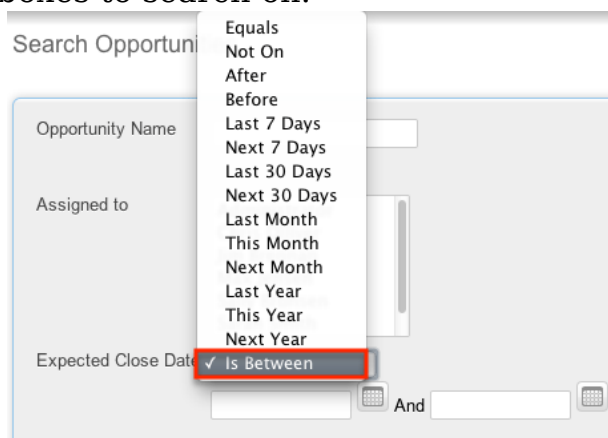 boxes to search on.
Search Opportuni
Equals
Not On
After
Before
Last 7 Days
Next 7 Days
Last 30 Days
Next 30 Days
Last Month
This Month
Next Month
Last Year
This Year
Next Year
✓ Is Between
Opportunity Name
Assigned to
Expected Close Date
And